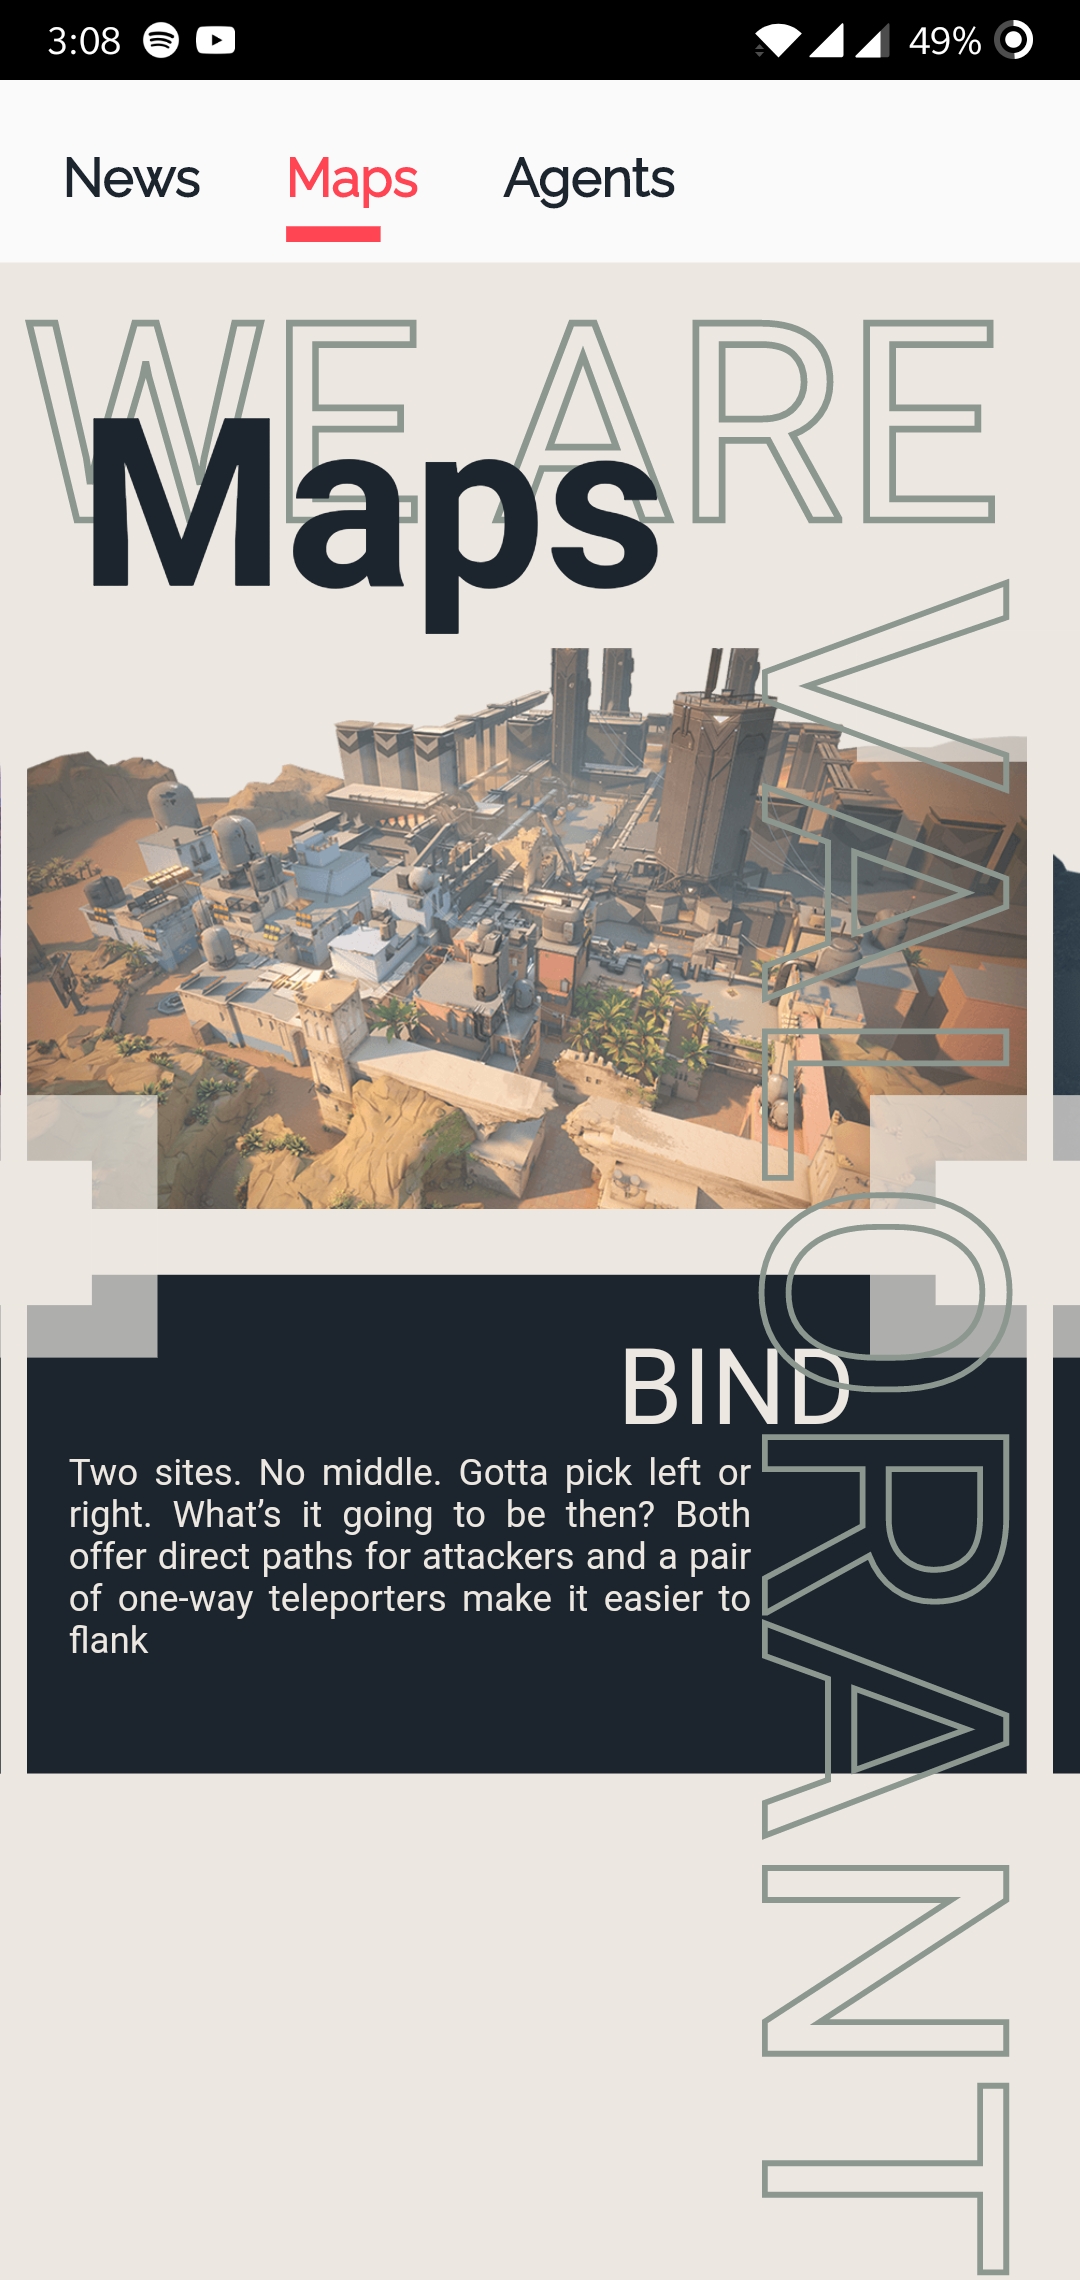 3:08 49%
News Maps Agents
WE ARE
Maps
VALORANT
BIND
Two sites. No middle. Gotta pick left or
right. What’s it going to be then? Both
offer direct paths for attackers and a pair
of one-way teleporters make it easier to
flank